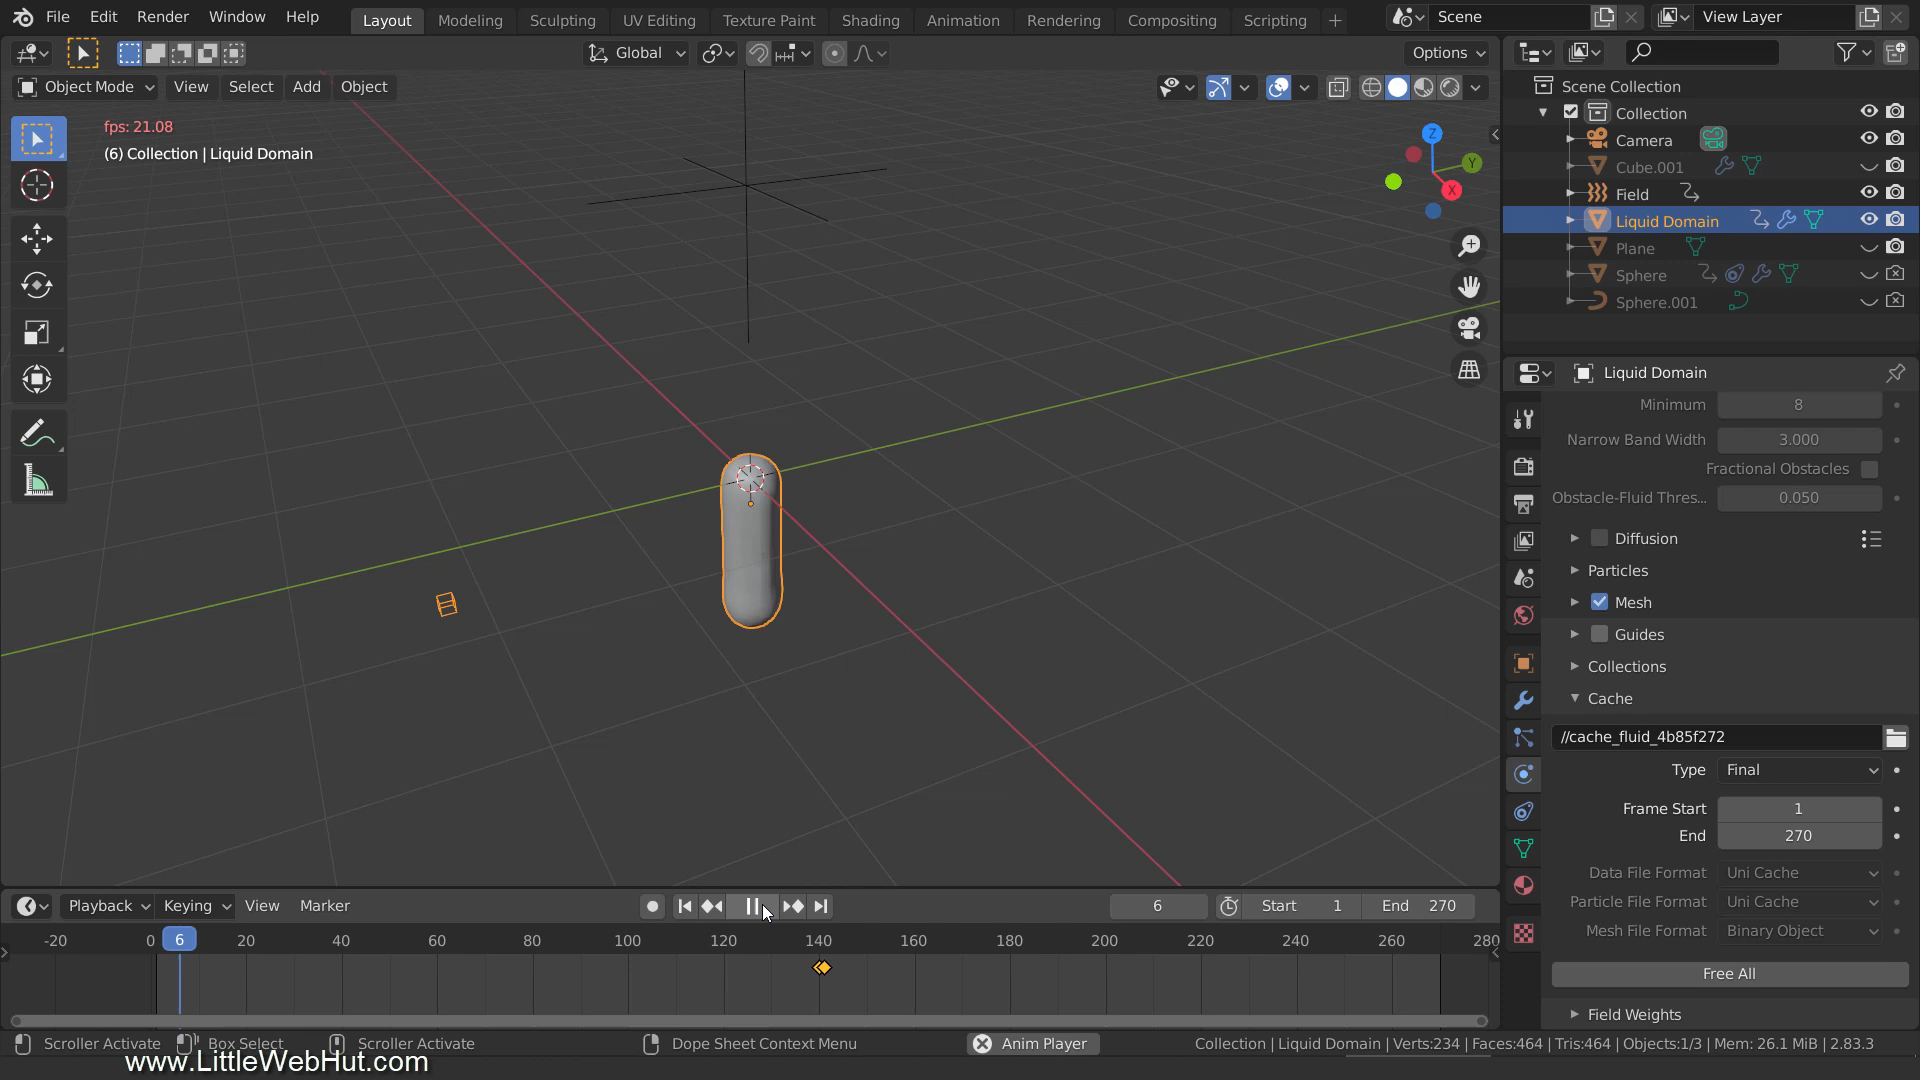 File Edit Render Window Help Layout Modeling Sculpting UV Editing Texture Paint Shading Animation Rendering Compositing Scripting + Scene View Layer
Global Options
Object Mode View Select Add Object
fps: 21.08
(6) Collection | Liquid Domain
Z
Y
X
Scene Collection
Collection
Camera
Cube.001
Field
Liquid Domain
Plane
Sphere
Sphere.001
Liquid Domain
Minimum 8
Narrow Band Width 3.000
Fractional Obstacles
Obstacle-Fluid Thres... 0.050
Diffusion
Particles
Mesh
Guides
Collections
Cache
//cache_fluid_4b85f272
Type Final
Frame Start 1
End 270
Data File Format Uni Cache
Particle File Format Uni Cache
Mesh File Format Binary Object
Free All
Field Weights
Playback Keying View Marker 6 Start 1 End 270
-20 0 6 20 40 60 80 100 120 140 160 180 200 220 240 260 280
Scroller Activate Box Select Scroller Activate Dope Sheet Context Menu Anim Player Collection | Liquid Domain | Verts:234 | Faces:464 | Tris:464 | Objects:1/3 | Mem: 26.1 MiB | 2.83.3
www.LittleWebHut.com